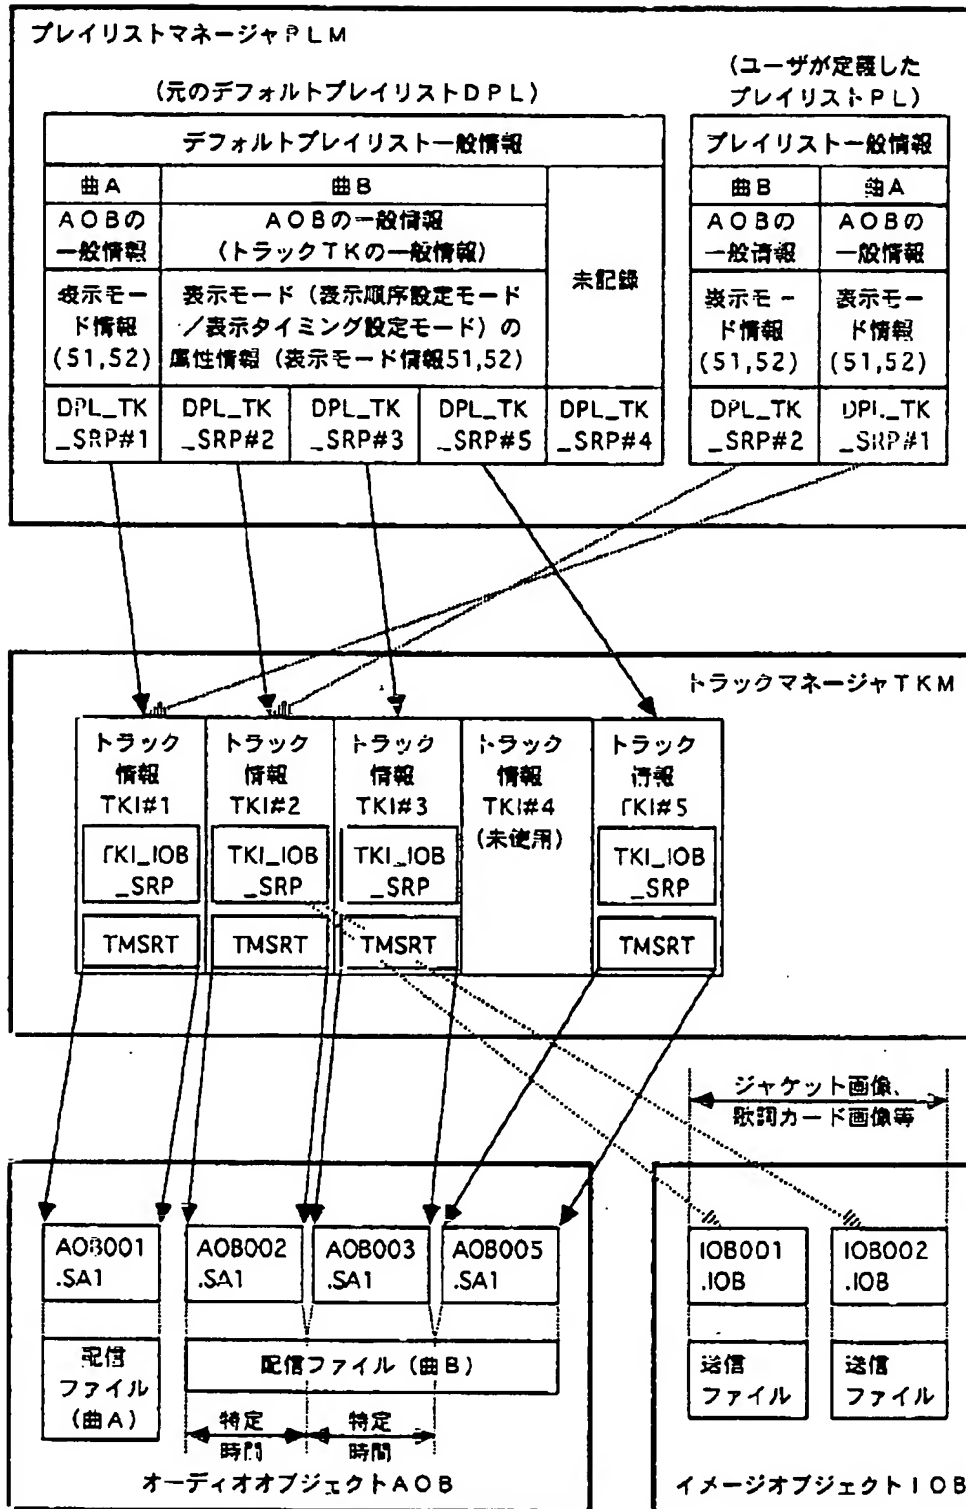 プレイリストマネージャPLM
(元のデフォルトプレイリストDPL)
(ユーザが定義した
プレイリストPL)
デフォルトプレイリスト一般情報
曲A
曲B
AOBの
一般情報
AOBの一般情報
(トラックTKの一般情報)
未記録
表示モー
ド情報
(51,52)
表示モード(表示順序設定モード
/表示タイミング設定モード)の
属性情報(表示モード情報51,52)
DPL_TK
_SRP#1
DPL_TK
_SRP#2
DPL_TK
_SRP#3
DPL_TK
_SRP#5
DPL_TK
_SRP#4
プレイリスト一般情報
曲B
曲A
AOBの
一般情報
AOBの
一般情報
表示モー
ド情報
(51,52)
表示モー
ド情報
(51,52)
DPL_TK
_SRP#2
DPL_TK
_SRP#1
トラックマネージャTKM
トラック
情報
TKI#1
TKI_IOB
_SRP
TMSRT
トラック
情報
TKI#2
TKI_IOB
_SRP
TMSRT
トラック
情報
TKI#3
TKI_IOB
_SRP
TMSRT
トラック
情報
TKI#4
(未使用)
トラック
情報
TKI#5
TKI_IOB
_SRP
TMSRT
ジャケット画像、
歌詞カード画像等
AOB001
.SA1
AOB002
.SA1
AOB003
.SA1
AOB005
.SA1
配信
ファイル
(曲A)
配信ファイル(曲B)
特定
時間
特定
時間
オーディオオブジェクトAOB
IOB001
.IOB
IOB002
.IOB
送信
ファイル
送信
ファイル
イメージオブジェクトIOB